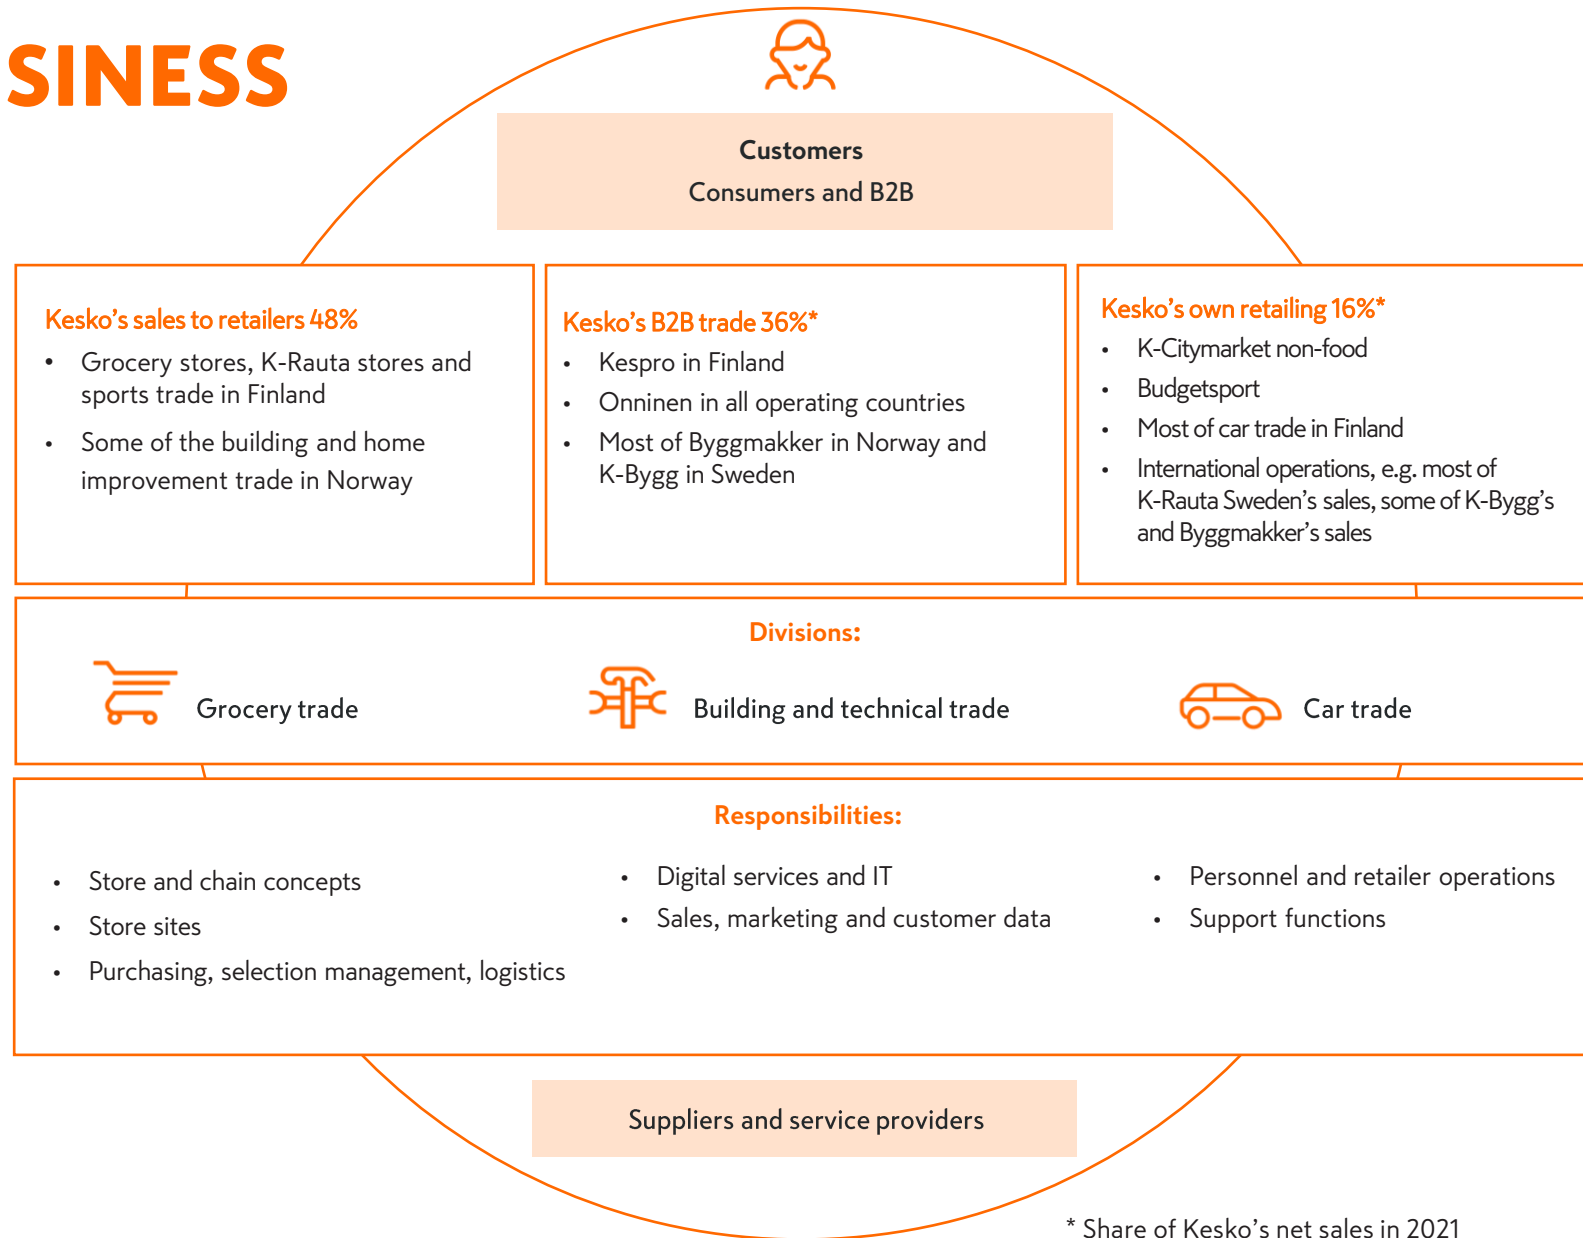 SINESS
Customers
Consumers and B2B
Kesko’s sales to retailers 48%
• Grocery stores, K-Rauta stores and
sports trade in Finland
• Some of the building and home
improvement trade in Norway
Kesko’s B2B trade 36%*
• Kespro in Finland
• Onninen in all operating countries
• Most of Byggmakker in Norway and
K-Bygg in Sweden
Kesko’s own retailing 16%*
• K-Citymarket non-food
• Budgetsport
• Most of car trade in Finland
• International operations, e.g. most of
K-Rauta Sweden’s sales, some of K-Bygg’s
and Byggmakker’s sales
Divisions:
Grocery trade
Building and technical trade
Car trade
Responsibilities:
• Store and chain concepts
• Store sites
• Purchasing, selection management, logistics
• Digital services and IT
• Sales, marketing and customer data
• Personnel and retailer operations
• Support functions
Suppliers and service providers
* Share of Kesko’s net sales in 2021